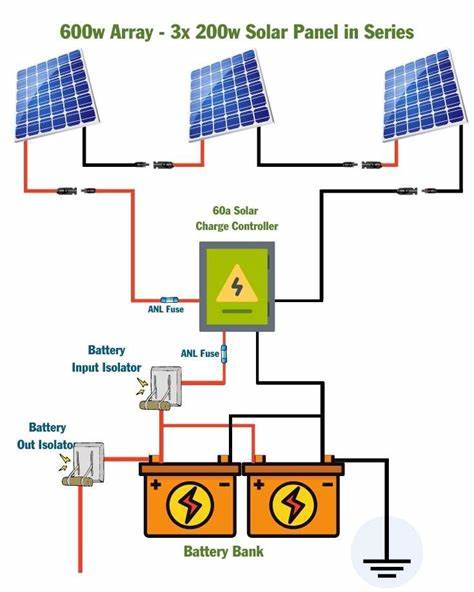 600w Array - 3x 200w Solar Panel in Series
60a Solar
Charge Controller
ANL Fuse
ANL Fuse
Battery
Input Isolator
Battery
Out Isolator
+ -
+ -
Battery Bank